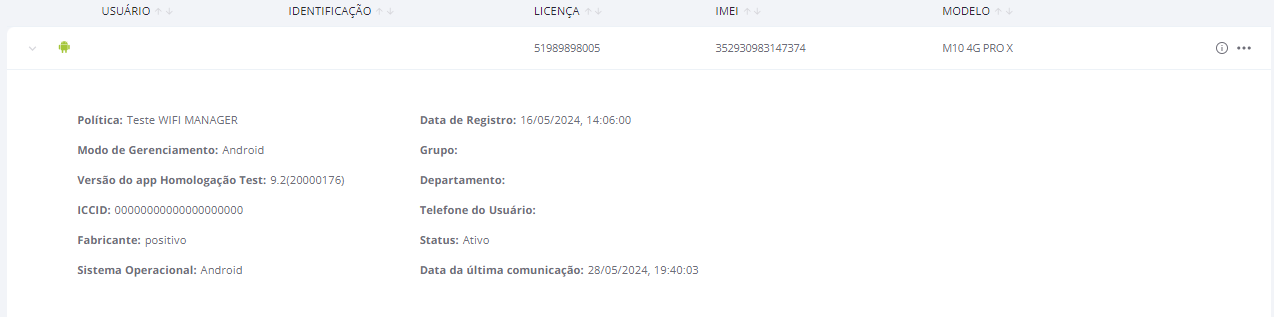 USUÁRIO IDENTIFICAÇÃO LICENÇA IMEI MODELO
51989898005 352930983147374 M10 4G PRO X
Política: Teste WIFI MANAGER Data de Registro: 16/05/2024, 14:06:00
Modo de Gerenciamento: Android Grupo:
Versão do app Homologação Test: 9.2(20000176) Departamento:
ICCID: 00000000000000000000 Telefone do Usuário:
Fabricante: positivo Status: Ativo
Sistema Operacional: Android Data da última comunicação: 28/05/2024, 19:40:03